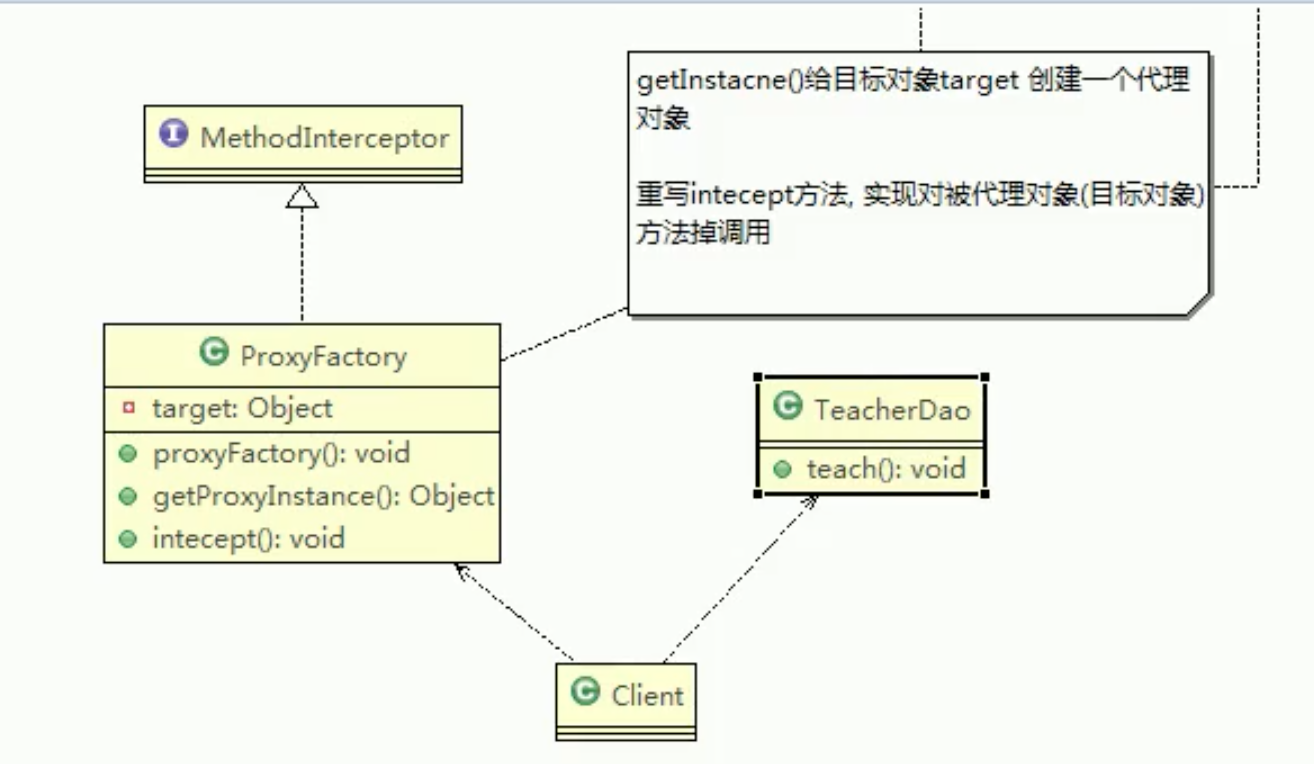 getInstacne()给目标对象target 创建一个代理
对象
重写intecept方法, 实现对被代理对象(目标对象)
方法掉调用
I MethodInterceptor
C ProxyFactory
target: Object
proxyFactory(): void
getProxyInstance(): Object
intecept(): void
C TeacherDao
teach(): void
C Client